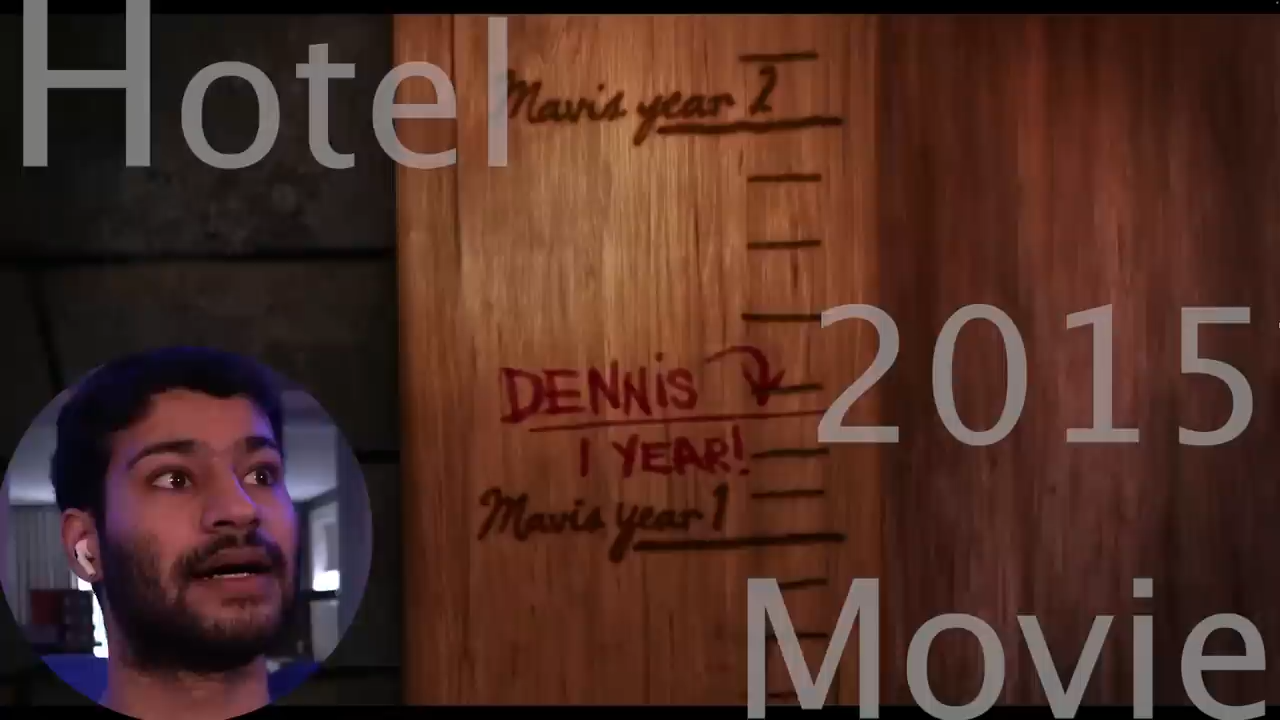 Hotel
Mavis year 2
2015
DENNIS
1 YEAR!
Mavis year 1
Movie